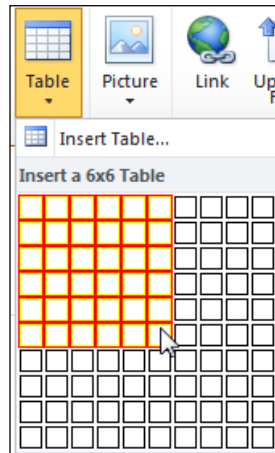 Table Picture Link Up
F
Insert Table...
Insert a 6x6 Table